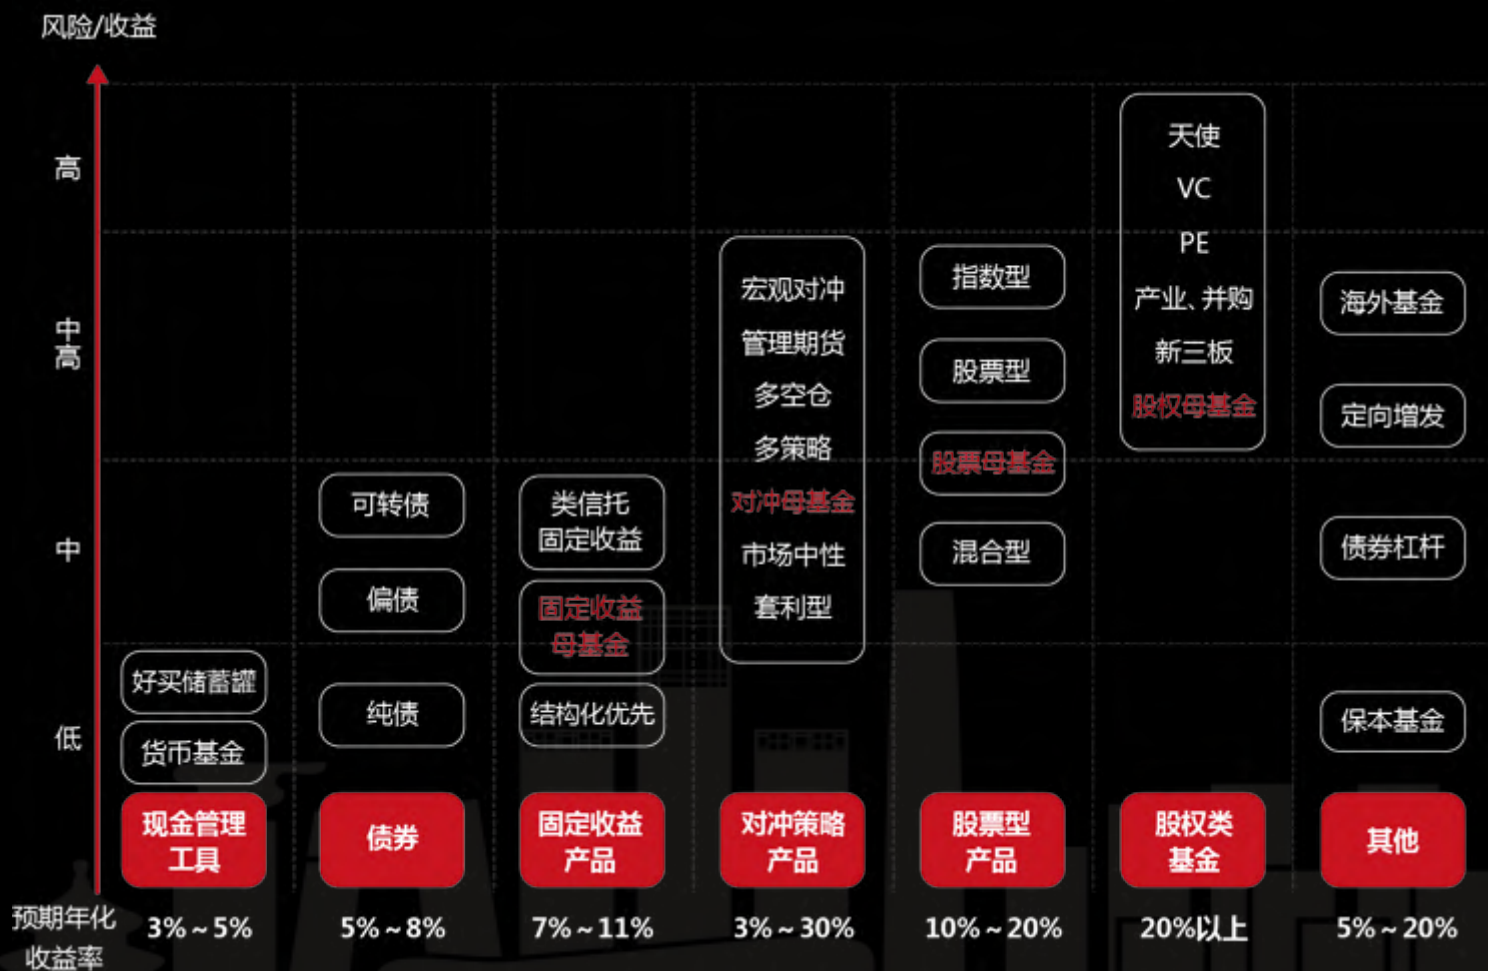 风险/收益
高
中高
中
低
好买储蓄罐
货币基金
现金管理
工具
3%~5%
可转债
偏债
纯债
债券
5%~8%
类信托
固定收益
固定收益
母基金
结构化优先
固定收益
产品
7%~11%
宏观对冲
管理期货
多空仓
多策略
对冲母基金
市场中性
套利型
对冲策略
产品
3%~30%
指数型
股票型
股票母基金
混合型
股票型
产品
10%~20%
天使
VC
PE
产业、并购
新三板
股权母基金
股权类
基金
20%以上
海外基金
定向增发
债券杠杆
保本基金
其他
5%~20%
预期年化
收益率